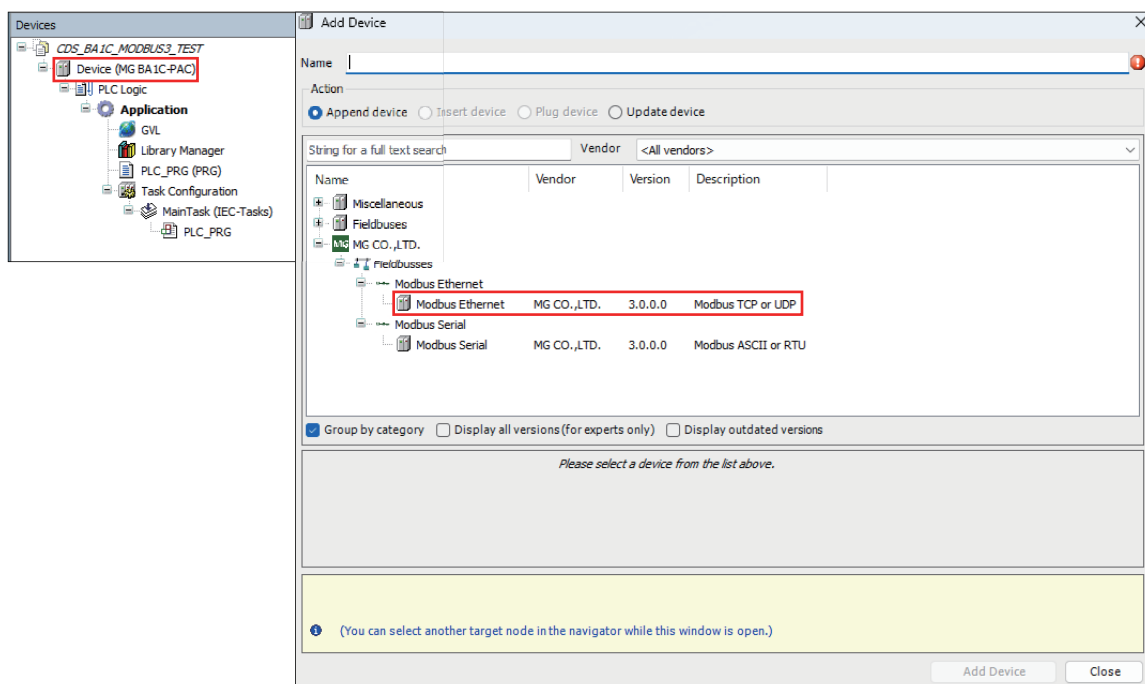 Devices
CDS_BA1C_MODBUS3_TEST
Device (MG BA1C-PAC)
PLC Logic
Application
GVL
Library Manager
PLC_PRG (PRG)
Task Configuration
MainTask (IEC-Tasks)
PLC_PRG
Add Device
Name
Action
Append device Insert device Plug device Update device
String for a full text search Vendor <All vendors>
Name Vendor Version Description
Miscellaneous
Fieldbuses
MG MG CO.,LTD.
Fieldbusses
Modbus Ethernet
Modbus Ethernet MG CO.,LTD. 3.0.0.0 Modbus TCP or UDP
Modbus Serial
Modbus Serial MG CO.,LTD. 3.0.0.0 Modbus ASCII or RTU
Group by category Display all versions (for experts only) Display outdated versions
Please select a device from the list above.
(You can select another target node in the navigator while this window is open.)
Add Device Close